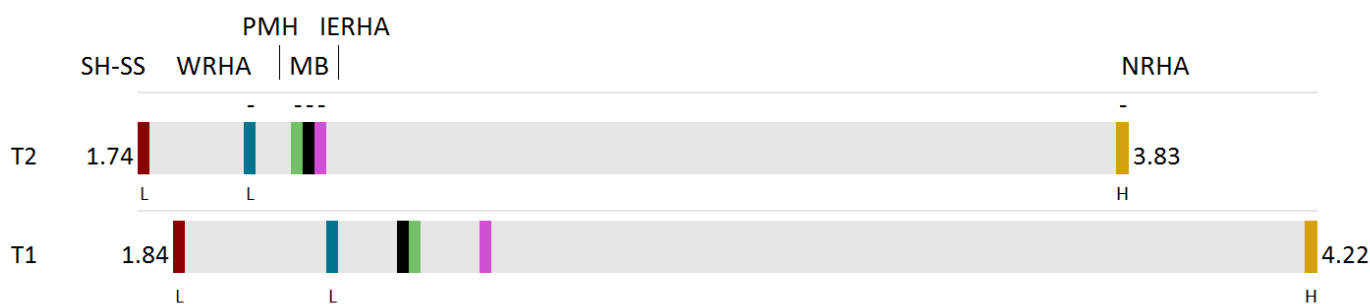 PMH IERHA
SH-SS WRHA MB NRHA
- - - - -
T2 1.74 3.83
L L H
T1 1.84 4.22
L L H